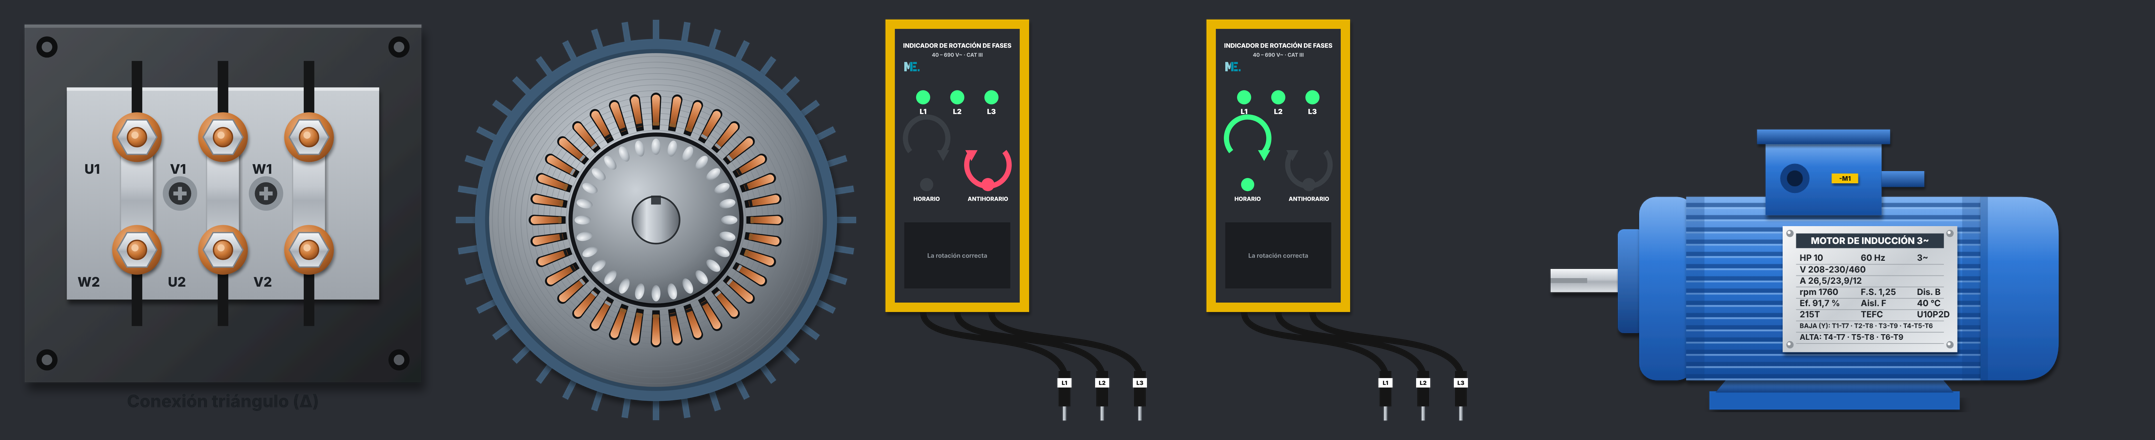 U1 V1 W1
W2 U2 V2
Conexión triángulo (Δ)
INDICADOR DE ROTACIÓN DE FASES
40 – 690 V~ · CAT III
ME.
L1 L2 L3
HORARIO ANTIHORARIO
La rotación correcta
L1 L2 L3
INDICADOR DE ROTACIÓN DE FASES
40 – 690 V~ · CAT III
ME.
L1 L2 L3
HORARIO ANTIHORARIO
La rotación correcta
L1 L2 L3
-M1
MOTOR DE INDUCCIÓN 3~
HP 10 60 Hz 3~
V 208-230/460
A 26,5/23,9/12
rpm 1760 F.S. 1,25 Dis. B
Ef. 91,7 % Aisl. F 40 °C
215T TEFC U10P2D
BAJA (Y): T1-T7 · T2-T8 · T3-T9 · T4-T5-T6
ALTA: T4-T7 · T5-T8 · T6-T9